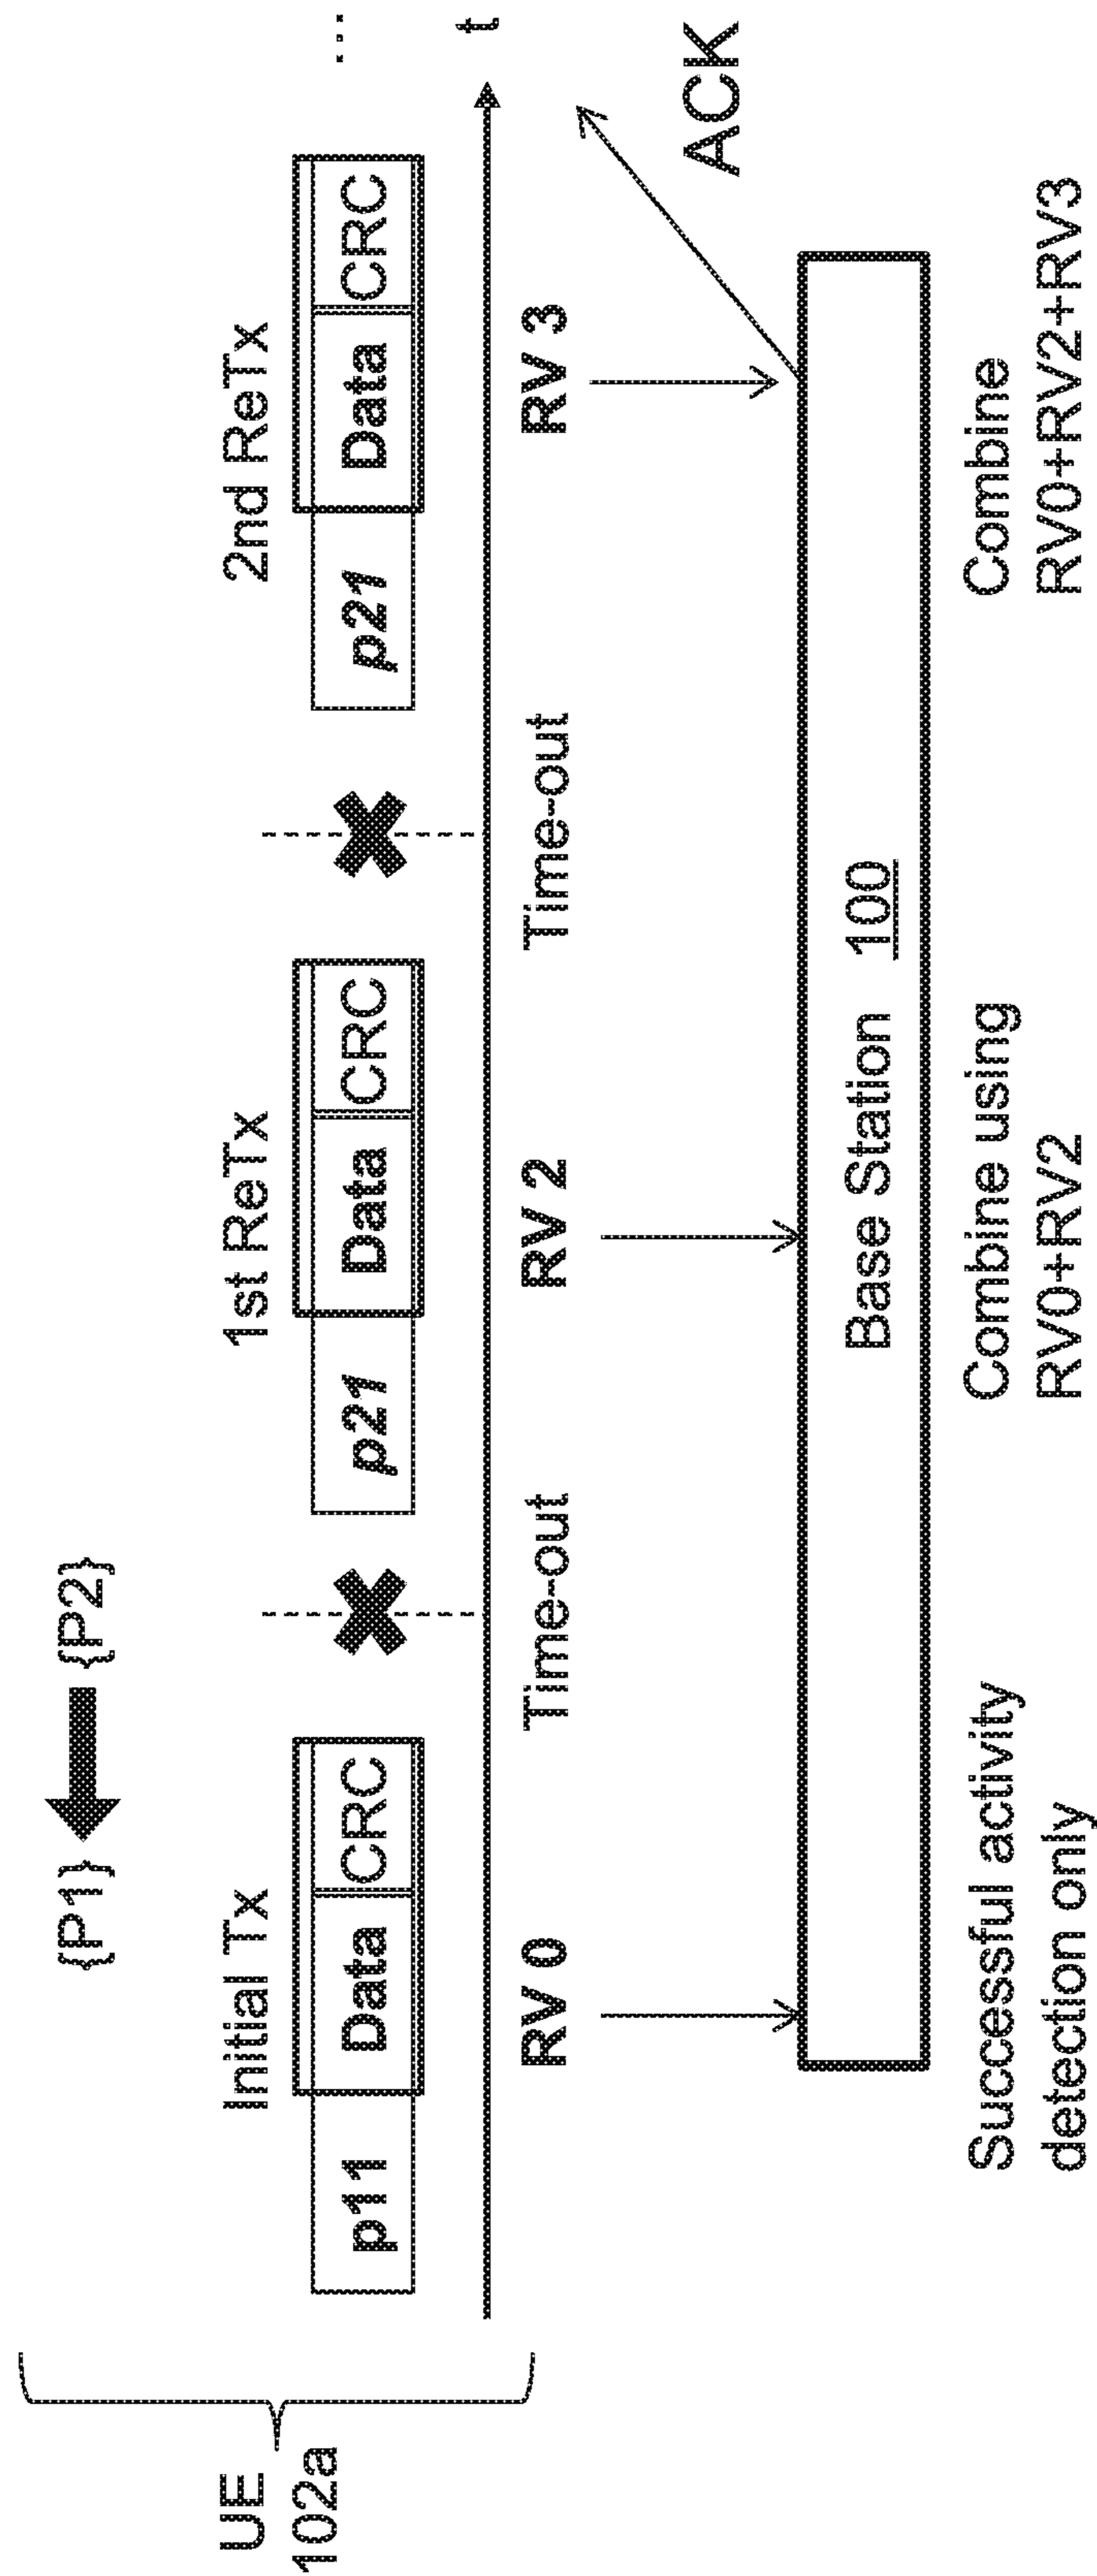 {P1} {P2}
UE
102a
Initial Tx
1st ReTx
2nd ReTx
p11 Data CRC
p21 Data CRC
p21 Data CRC
...
t
RV 0
Time-out
RV 2
Time-out
RV 3
ACK
Base Station 100
Successful activity
detection only
Combine using
RV0+RV2
Combine
RV0+RV2+RV3